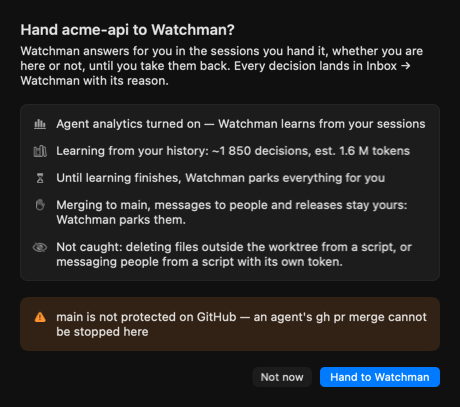 Hand acme-api to Watchman?
Watchman answers for you in the sessions you hand it, whether you are
here or not, until you take them back. Every decision lands in Inbox →
Watchman with its reason.
Agent analytics turned on — Watchman learns from your sessions
Learning from your history: ~1 850 decisions, est. 1.6 M tokens
Until learning finishes, Watchman parks everything for you
Merging to main, messages to people and releases stay yours:
Watchman parks them.
Not caught: deleting files outside the worktree from a script, or
messaging people from a script with its own token.
main is not protected on GitHub — an agent's gh pr merge cannot
be stopped here
Not now
Hand to Watchman